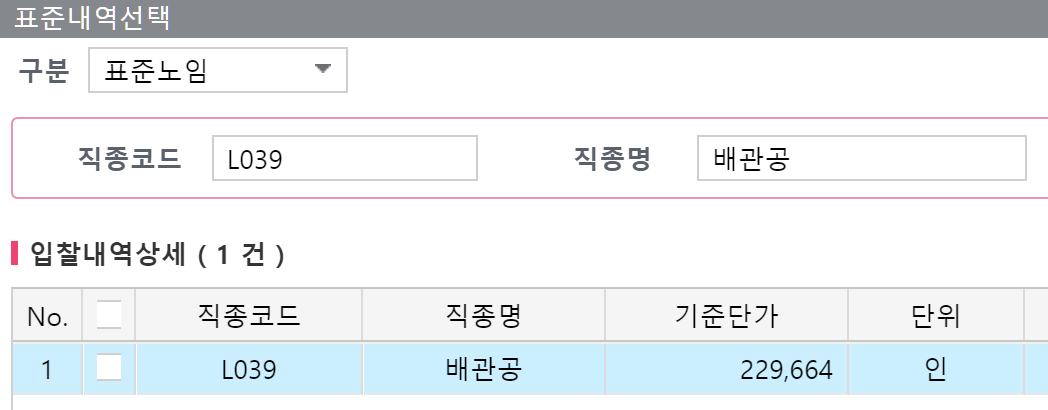 표준내역선택
구분 표준노임
직종코드 L039 직종명 배관공
입찰내역상세 ( 1 건 )
No. 직종코드 직종명 기준단가 단위
1 L039 배관공 229,664 인